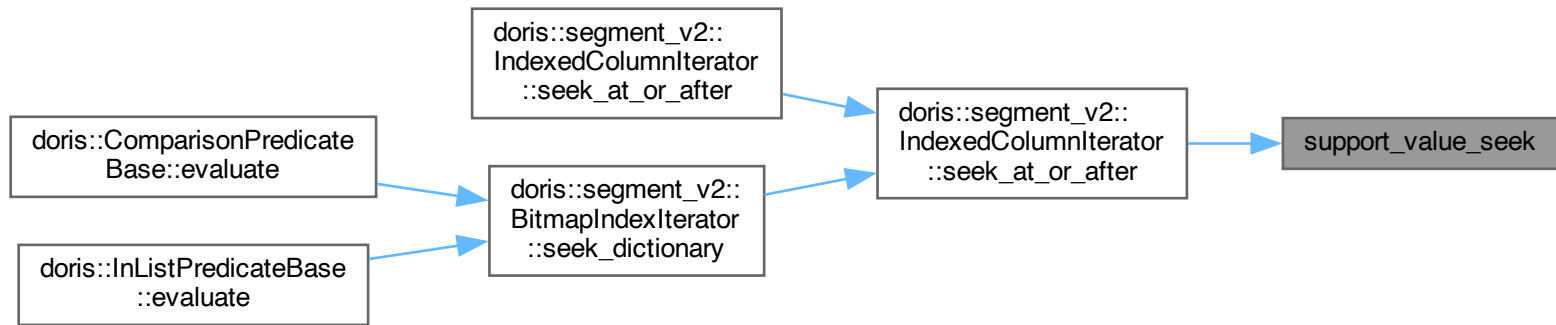 doris::segment_v2::
IndexedColumnIterator
::seek_at_or_after
doris::ComparisonPredicate
Base::evaluate
doris::InListPredicateBase
::evaluate
doris::segment_v2::
BitmapIndexIterator
::seek_dictionary
doris::segment_v2::
IndexedColumnIterator
::seek_at_or_after
support_value_seek